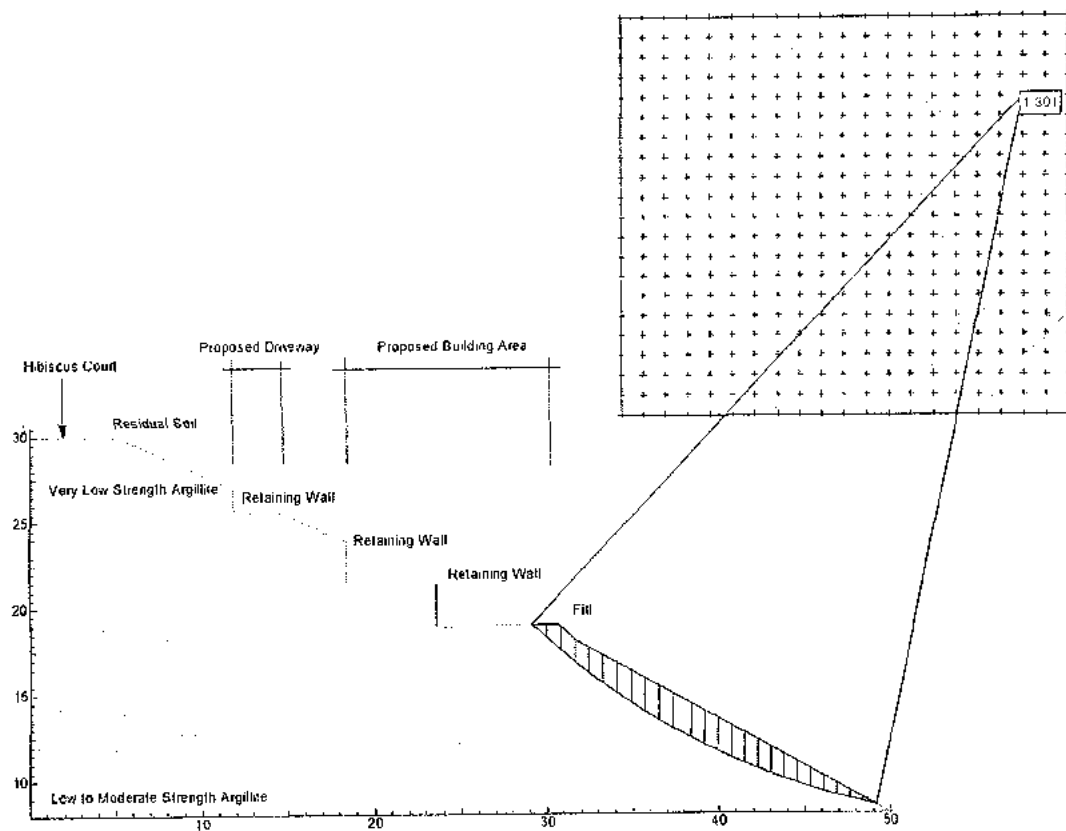 1 301
Proposed Driveway
Proposed Building Area
Hibiscus Court
Residual Soil
30
Very Low Strength Argillite
Retaining Wall
25
Retaining Wall
Retaining Wall
20
Fill
15
10
Low to Moderate Strength Argillite
10
20
30
40
50